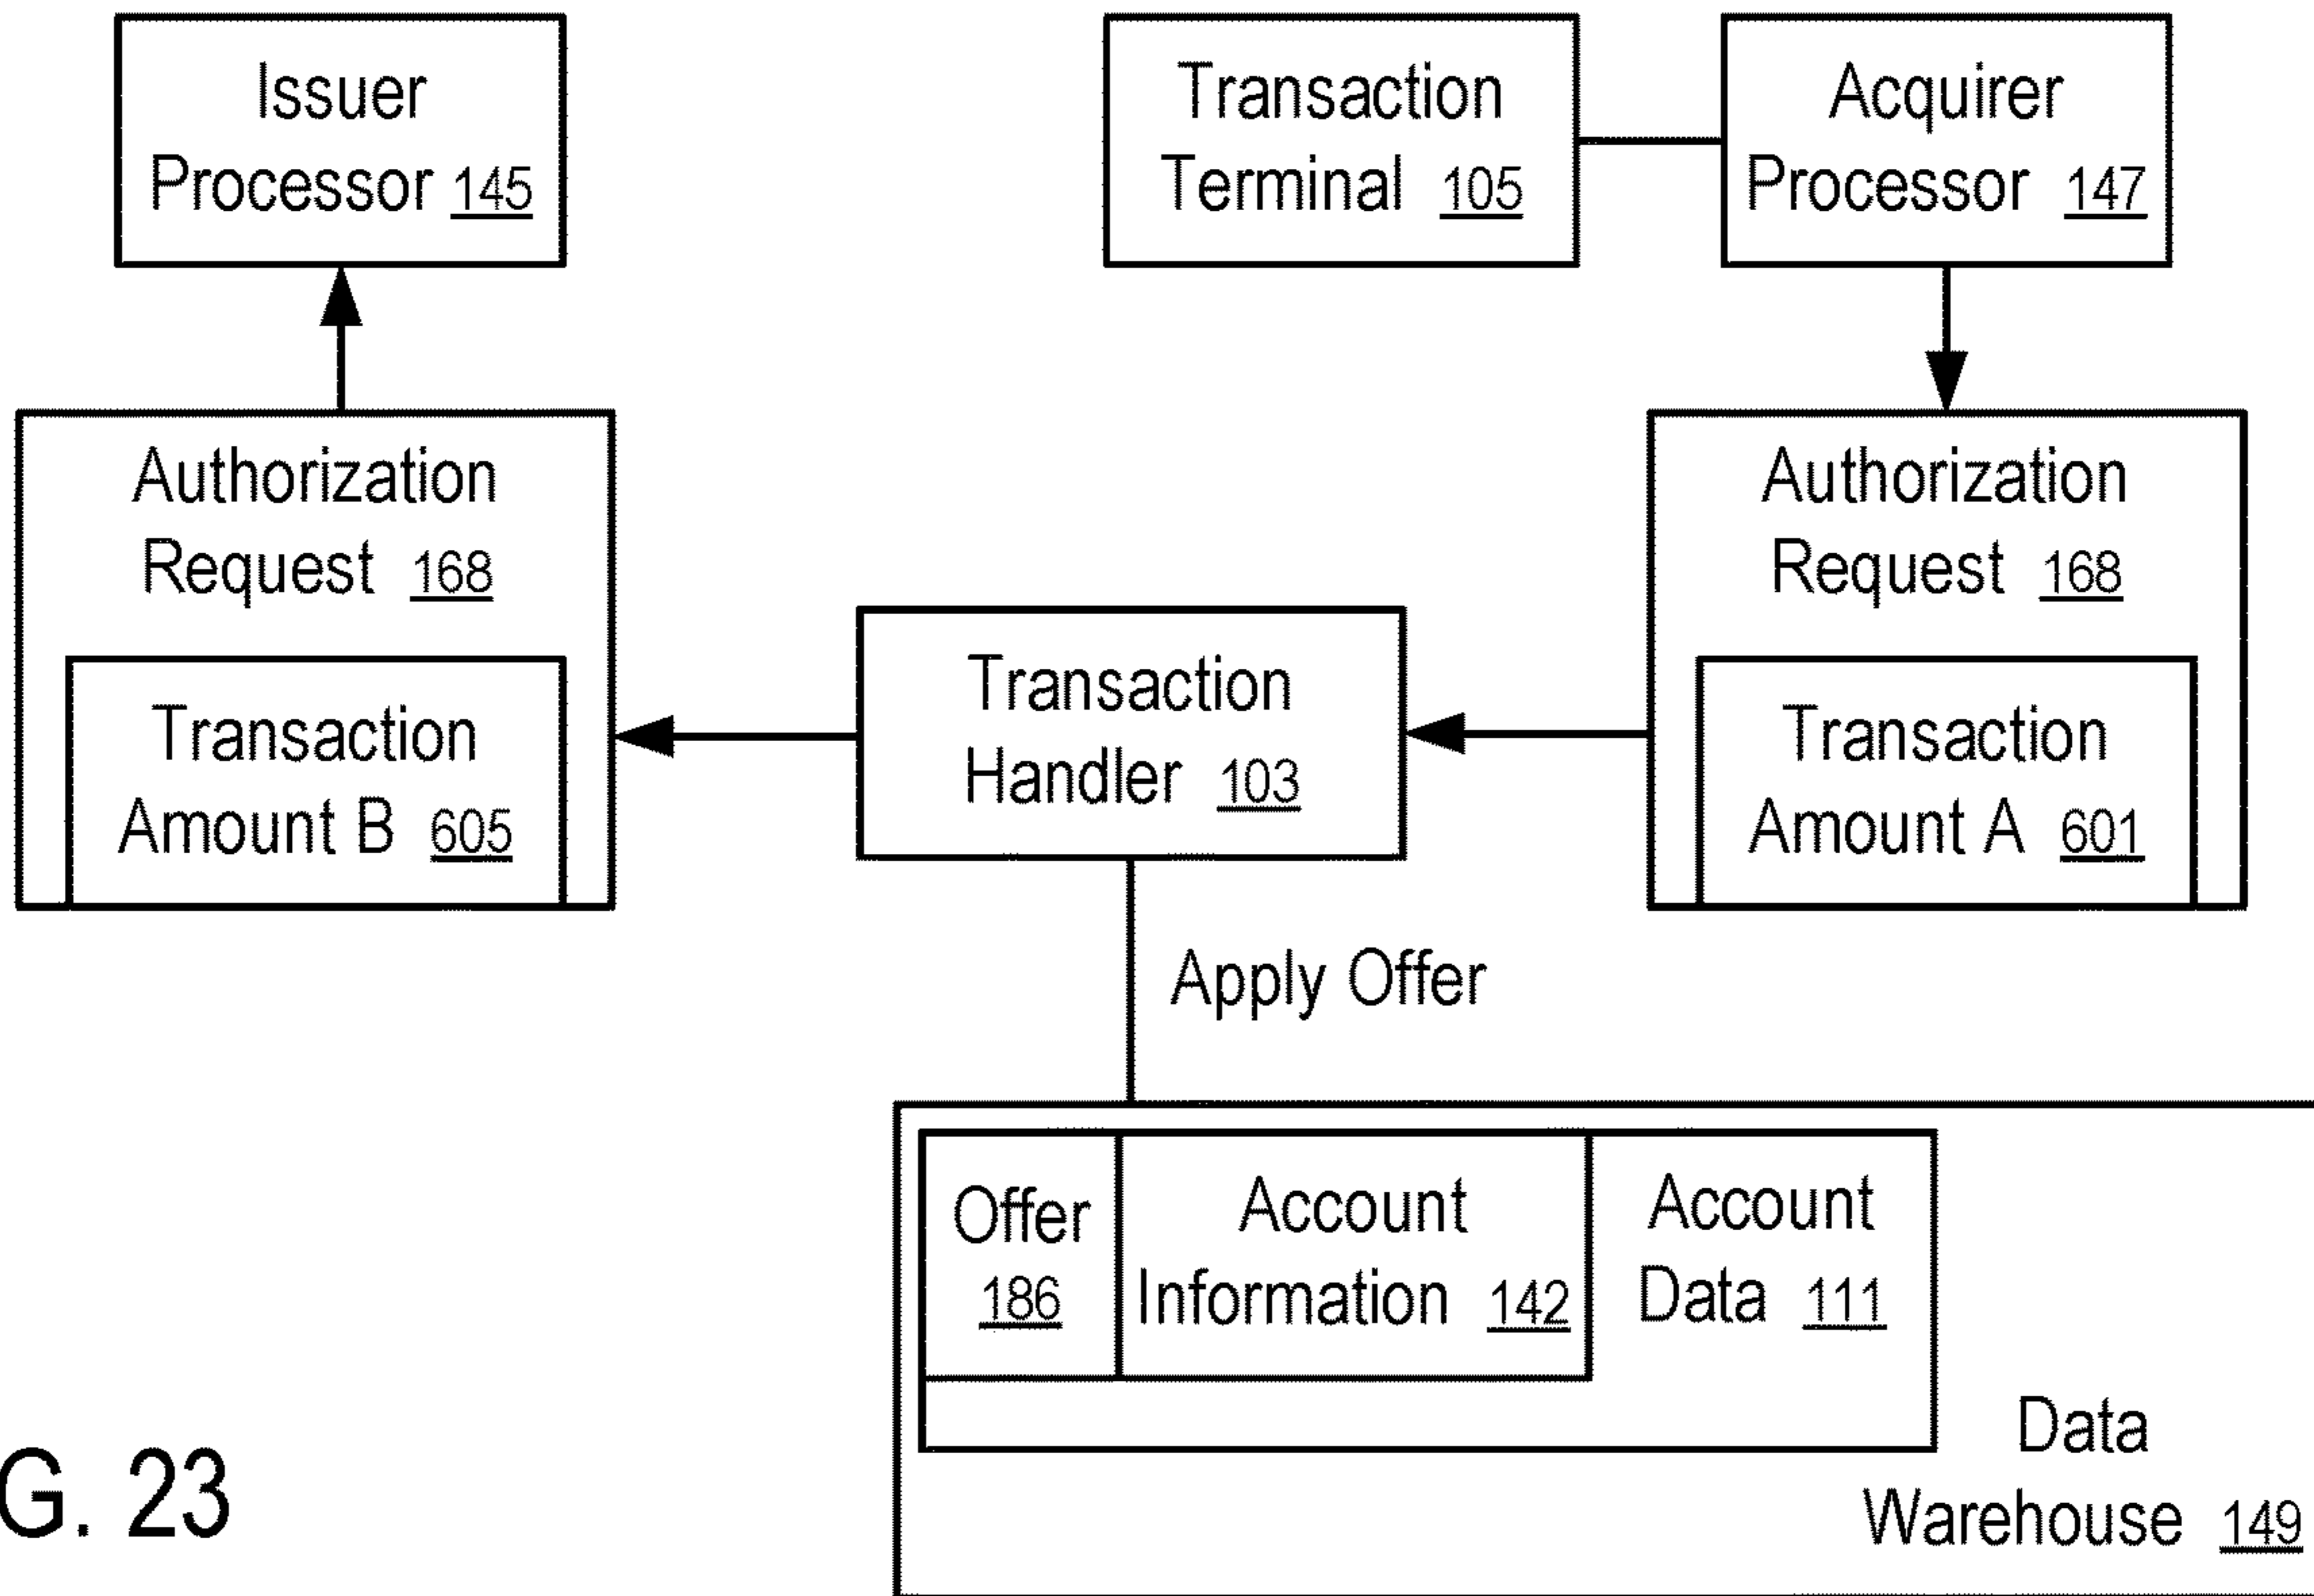 Issuer
Processor 145
Transaction
Terminal 105
Acquirer
Processor 147
Authorization
Request 168
Transaction
Amount B 605
Transaction
Handler 103
Authorization
Request 168
Transaction
Amount A 601
Apply Offer
Offer
186
Account
Information 142
Account
Data 111
Data
Warehouse 149
G. 23